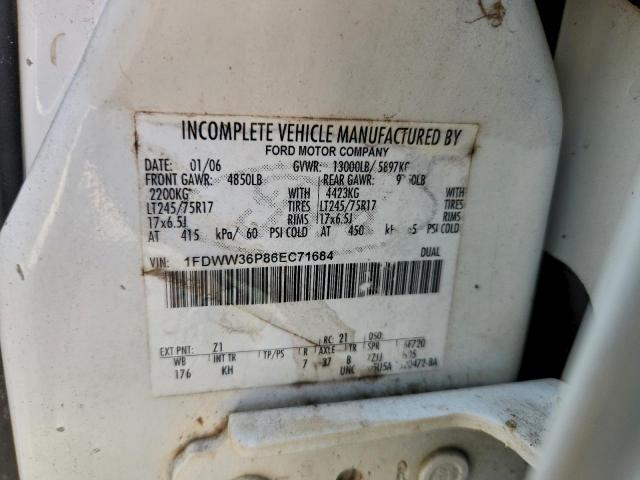 INCOMPLETE VEHICLE MANUFACTURED BY
FORD MOTOR COMPANY
DATE: 01/06 GVWR: 13000LB/ 5897KG
FRONT GAWR: 4850LB REAR GAWR:
2200KG WITH 4423KG WITH
LT245/75R17 TIRES LT245/75R17 TIRES
17x6.5J RIMS 17x6.5J RIMS
AT 415 kPa/ 60 PSI COLD AT 450 PSI COLD
VIN: 1FDWW36P86EC71684 DUAL
EXT PNT: Z1 RC: 21 DSO:
WB INT TR TP/PS R AXLE TR SPR
176 KH 7 37 B
UNC